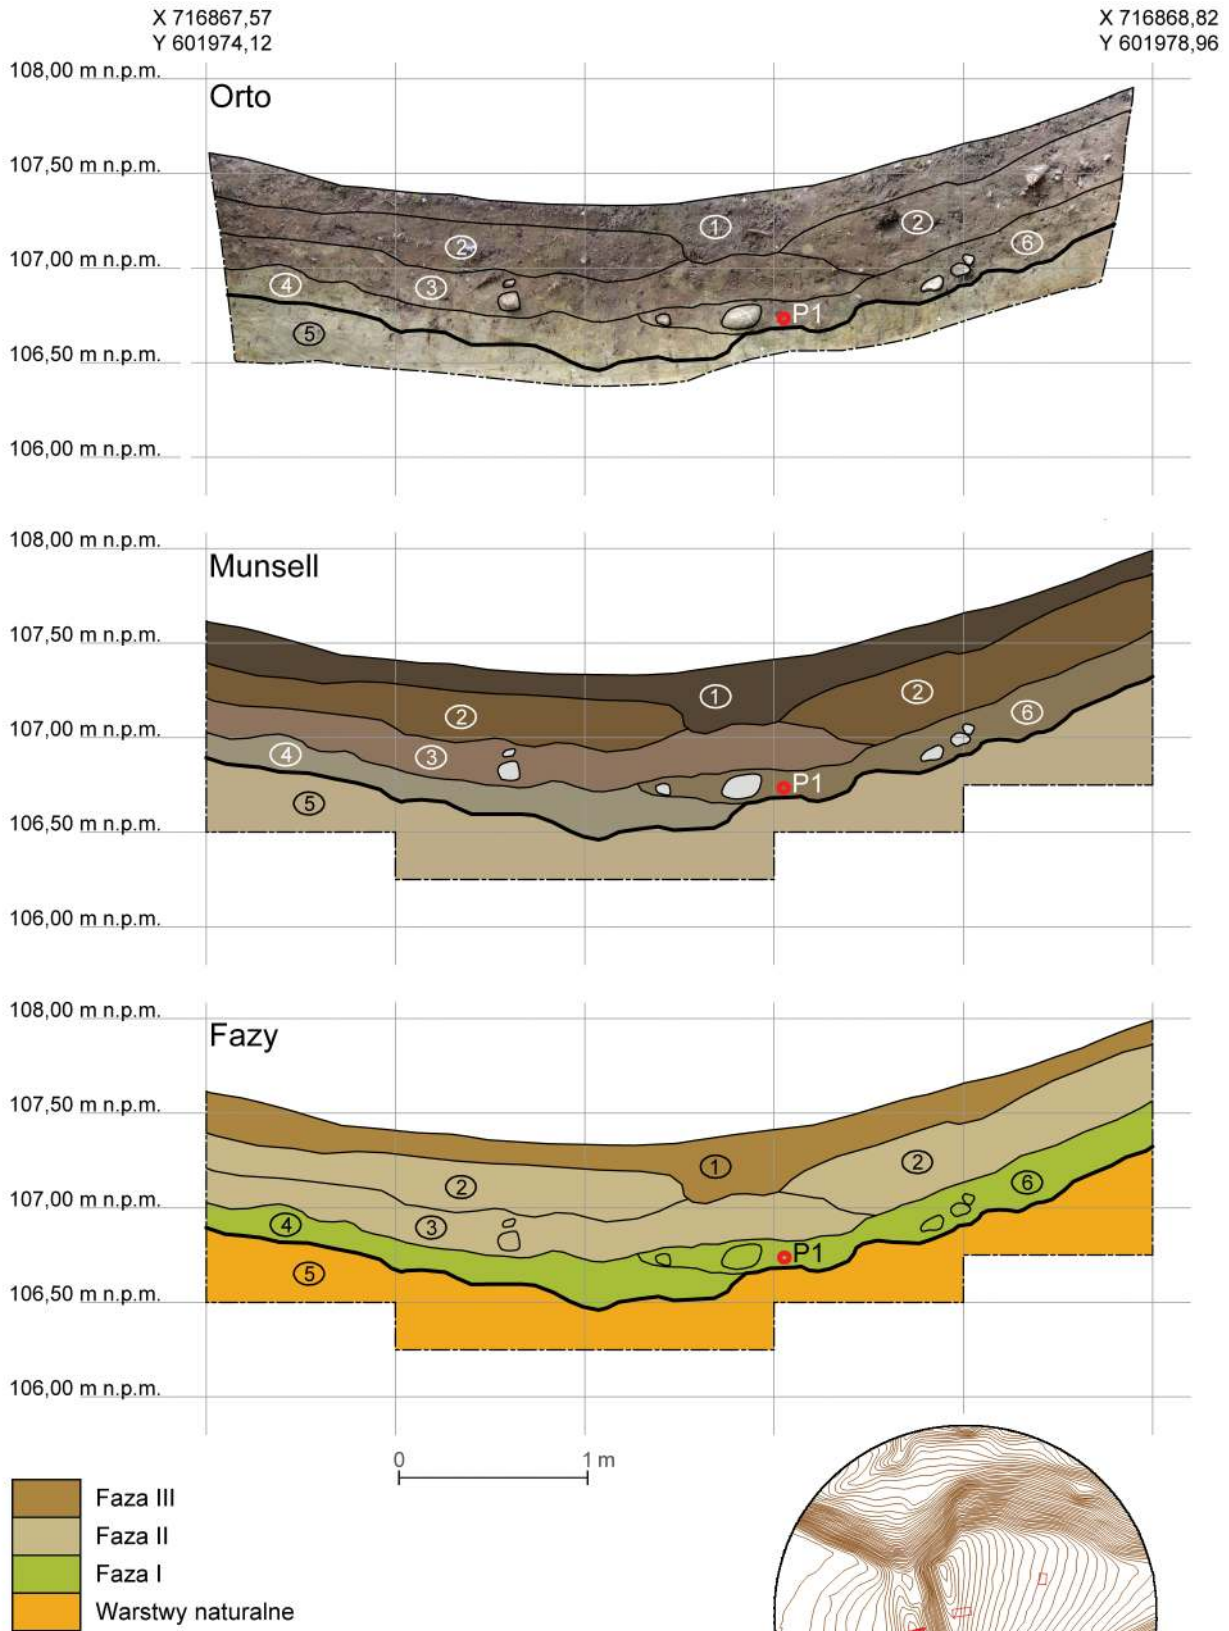 X 716867,57
Y 601974,12
X 716868,82
Y 601978,96
108,00 m n.p.m.
Orto
107,50 m n.p.m.
1
2
2
107,00 m n.p.m.
6
4
3
P1
5
106,50 m n.p.m.
106,00 m n.p.m.
108,00 m n.p.m.
Munsell
107,50 m n.p.m.
1
2
2
6
107,00 m n.p.m.
4
3
P1
5
106,50 m n.p.m.
106,00 m n.p.m.
108,00 m n.p.m.
Fazy
107,50 m n.p.m.
1
2
2
6
107,00 m n.p.m.
4
3
P1
5
106,50 m n.p.m.
106,00 m n.p.m.
0 1 m
Faza III
Faza II
Faza I
Warstwy naturalne